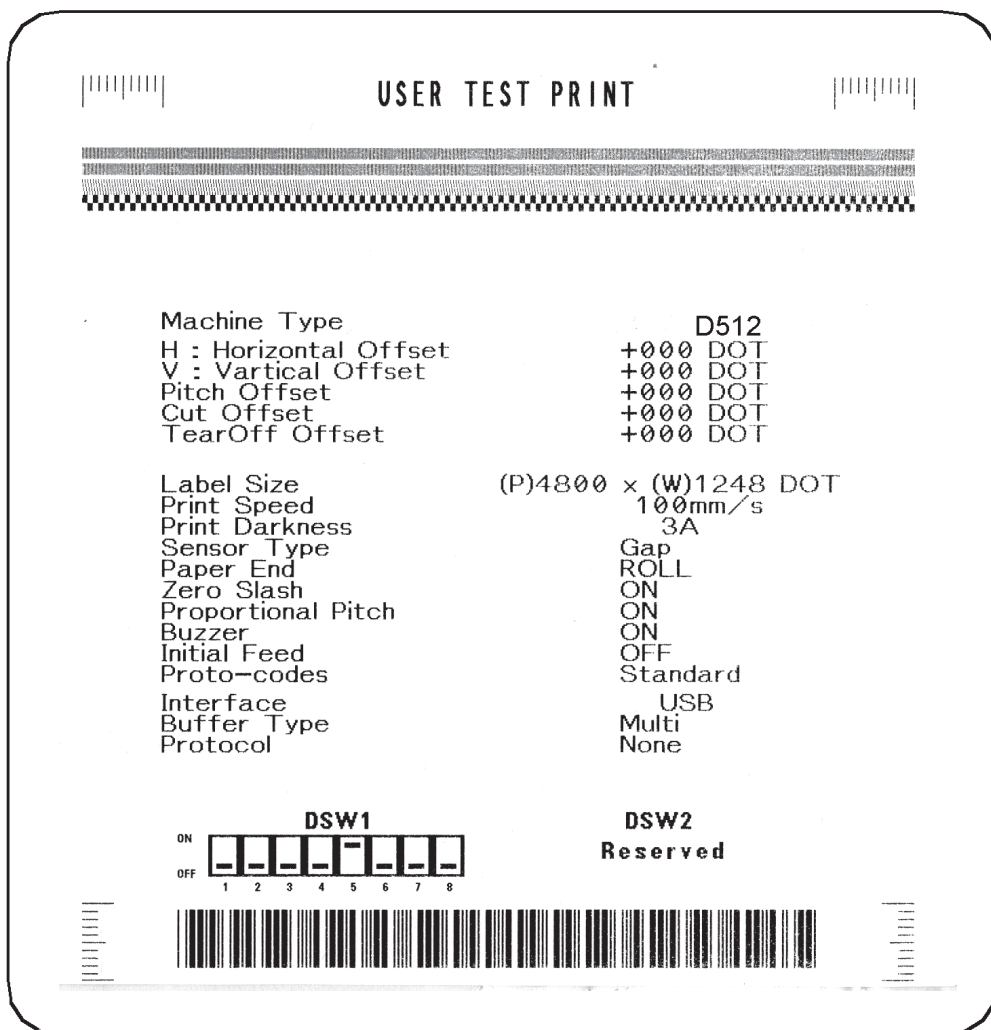 USER TEST PRINT
Machine Type D512
H : Horizontal Offset +000 DOT
V : Vartical Offset +000 DOT
Pitch Offset +000 DOT
Cut Offset +000 DOT
TearOff Offset +000 DOT
Label Size (P)4800 x (W)1248 DOT
Print Speed 100mm/s
Print Darkness 3A
Sensor Type Gap
Paper End ROLL
Zero Slash ON
Proportional Pitch ON
Buzzer ON
Initial Feed OFF
Proto-codes Standard
Interface USB
Buffer Type Multi
Protocol None
DSW1 DSW2
ON
Reserved
OFF
1 2 3 4 5 6 7 8